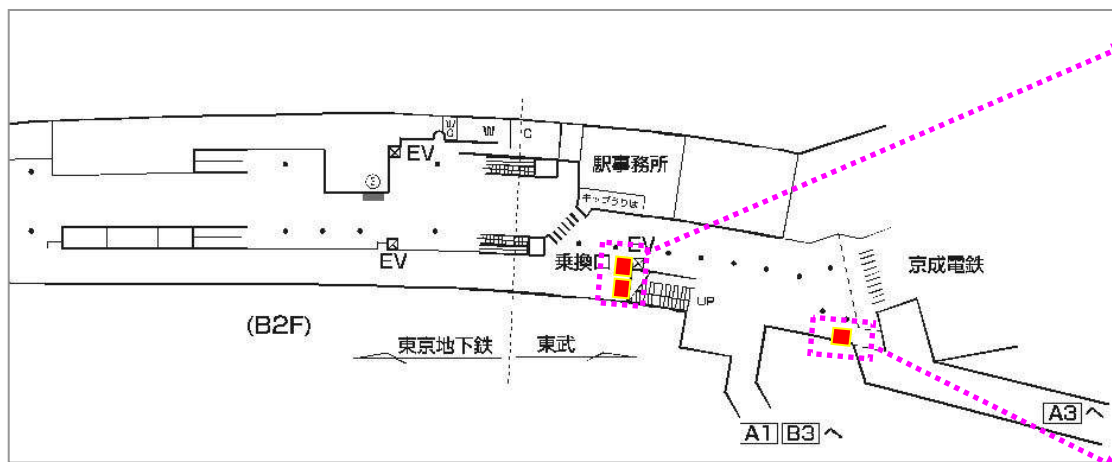 W
C
W
C
EV
駅事務所
キップうりば
EV
EV
乗換口
京成電鉄
UP
(B2F)
東京地下鉄
東武
A3へ
A1 B3へ